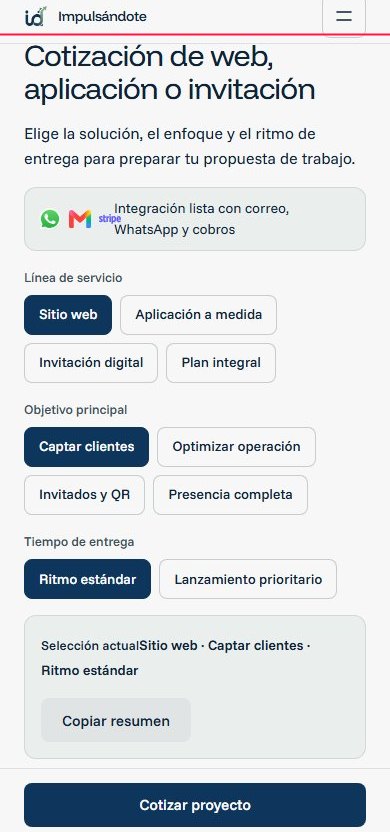 id Impulsándote
Cotización de web,
aplicación o invitación
Elige la solución, el enfoque y el ritmo de
entrega para preparar tu propuesta de trabajo.
stripe Integración lista con correo,
WhatsApp y cobros
Línea de servicio
Sitio web Aplicación a medida
Invitación digital Plan integral
Objetivo principal
Captar clientes Optimizar operación
Invitados y QR Presencia completa
Tiempo de entrega
Ritmo estándar Lanzamiento prioritario
Selección actualSitio web · Captar clientes ·
Ritmo estándar
Copiar resumen
Cotizar proyecto